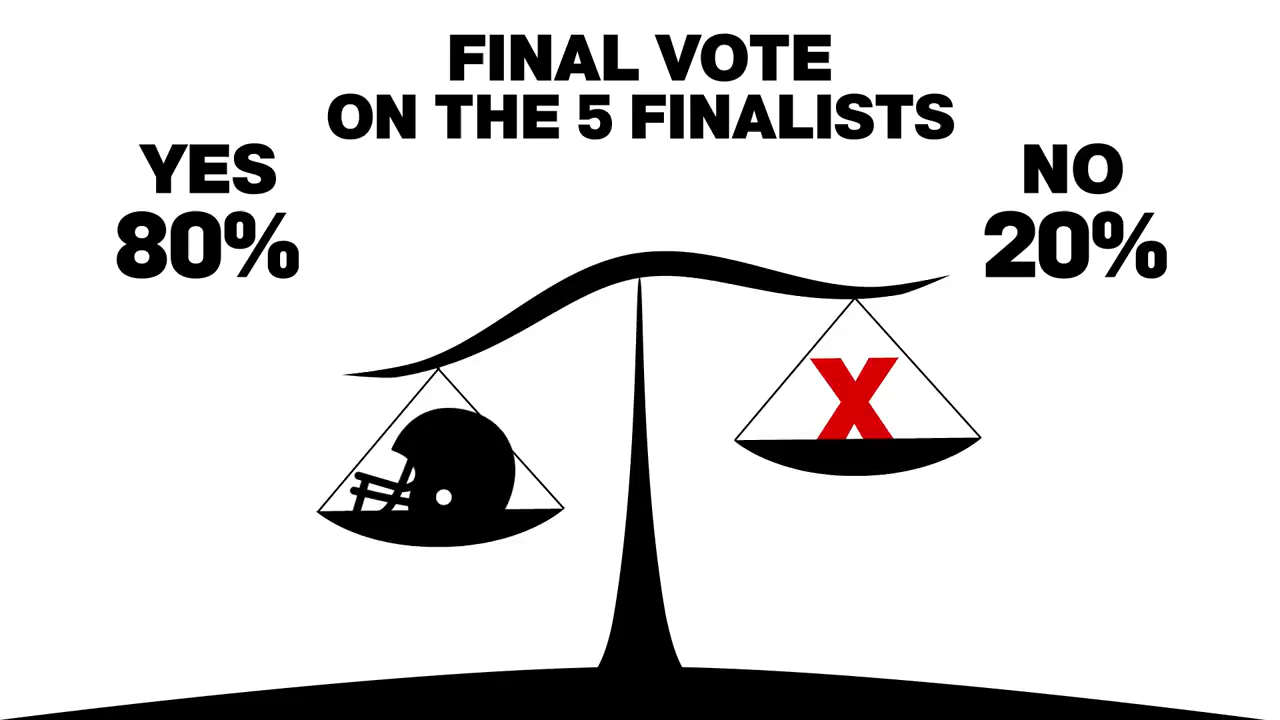 FINAL VOTE
ON THE 5 FINALISTS
YES
80%
NO
20%
X